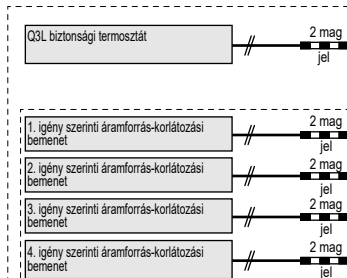 Q3L biztonsági termosztát
2 mag
jel
1. igény szerinti áramforrás-korlátozási
bemenet
2 mag
jel
2. igény szerinti áramforrás-korlátozási
bemenet
2 mag
jel
3. igény szerinti áramforrás-korlátozási
bemenet
2 mag
jel
4. igény szerinti áramforrás-korlátozási
bemenet
2 mag
jel